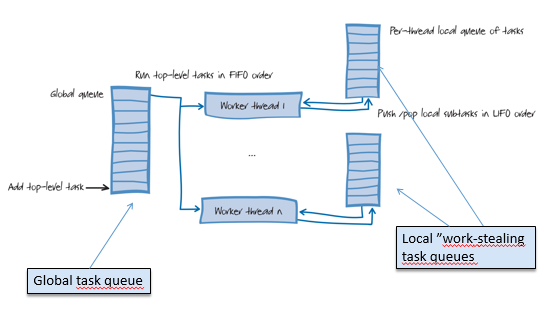 Per-thread local queue of tasks
Run top-level tasks in FIFO order
Global queue
Worker thread 1
Push /pop local subtasks in LIFO order
...
Add top-level task
Worker thread n
Local ”work-stealing
task queues
Global task queue